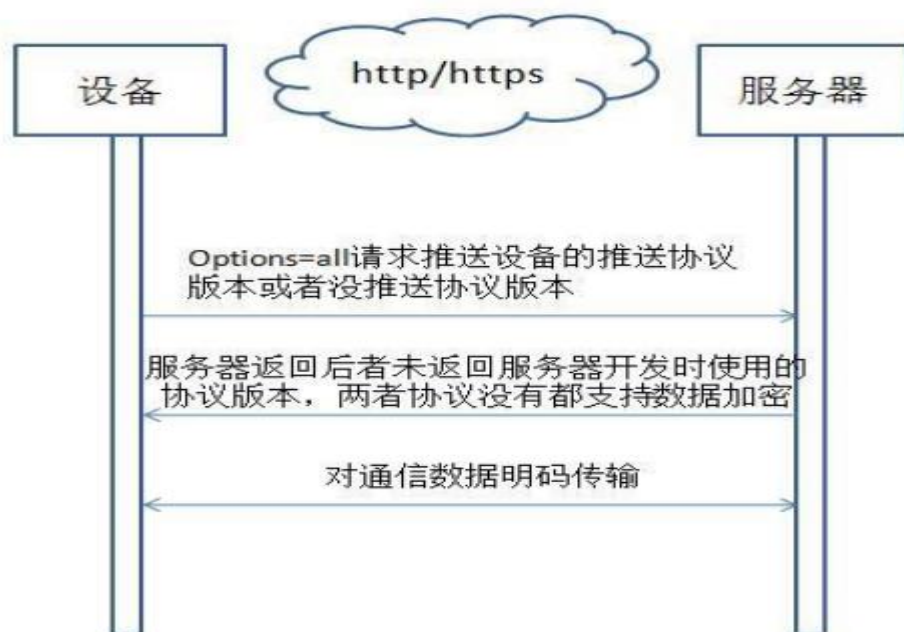 设备
http/https
服务器
Options=all请求推送设备的推送协议
版本或者没推送协议版本
服务器返回后者未返回服务器开发时使用的
协议版本，两者协议没有都支持数据加密
对通信数据明码传输